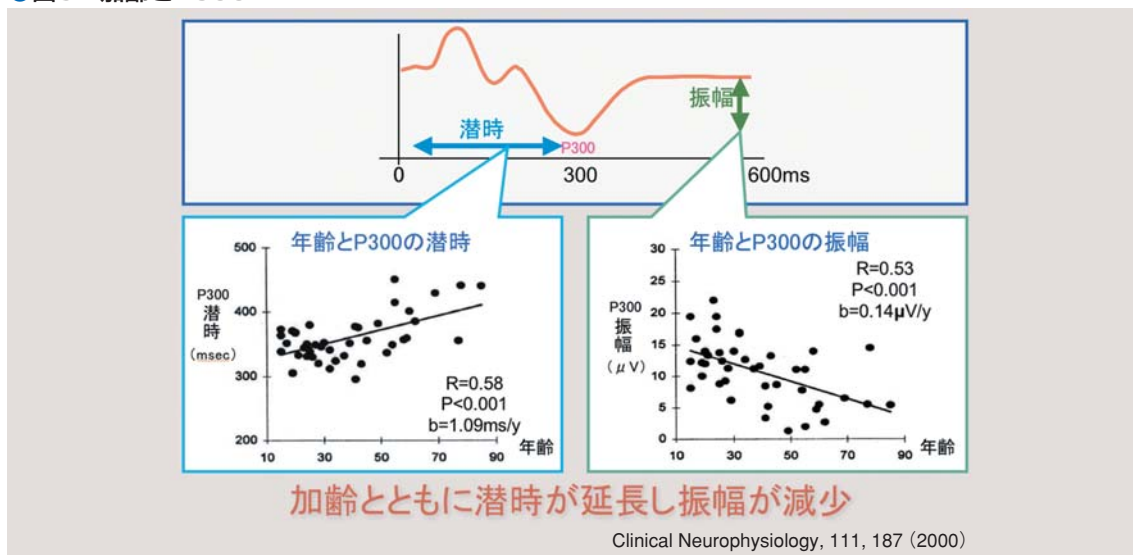 振幅
潜時
P300
0 300 600ms
年齢とP300の潜時
500
400
300
200
P300
潜時
(msec)
R=0.58
P<0.001
b=1.09ms/y
10 30 50 70 90 年齢
年齢とP300の振幅
30
25
20
15
10
5
0
P300
振幅
(μV)
R=0.53
P<0.001
b=0.14μV/y
10 30 50 70 90 年齢
加齢とともに潜時が延長し振幅が減少
Clinical Neurophysiology, 111, 187 (2000)